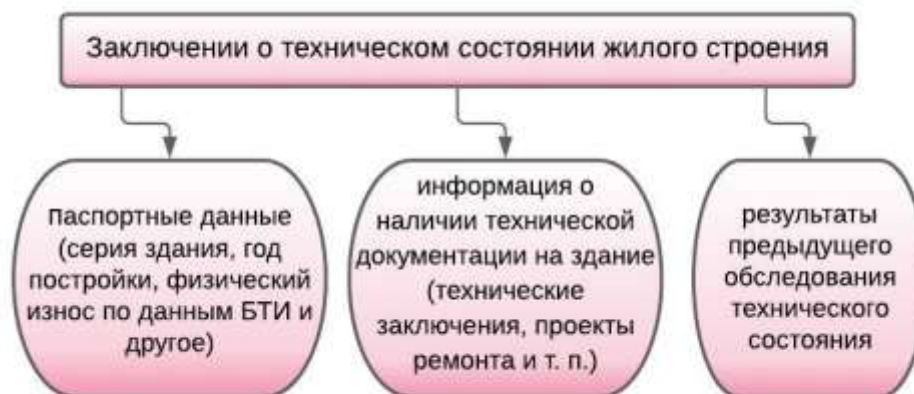 Заключении о техническом состоянии жилого строения
паспортные данные
(серия здания, год
постройки, физический
износ по данным БТИ и
другое)
информация о
наличии технической
документации на здание
(технические
заключения, проекты
ремонта и т. п.)
результаты
предыдущего
обследования
технического
состояния